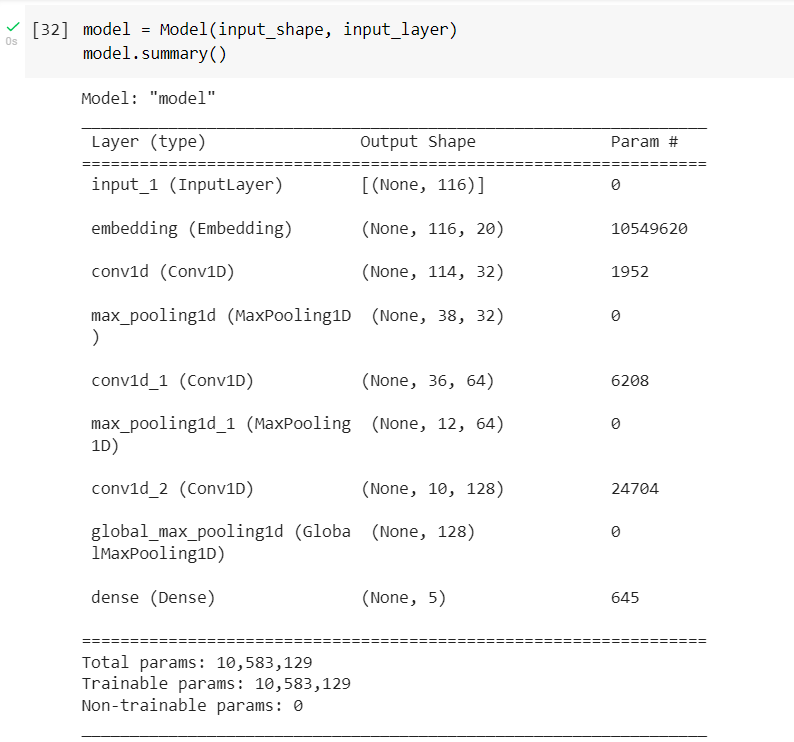 [32] model = Model(input_shape, input_layer)
0s
model.summary()
Model: "model"
_________________________________________________________________
Layer (type) Output Shape Param #
=================================================================
input_1 (InputLayer) [(None, 116)] 0
embedding (Embedding) (None, 116, 20) 10549620
conv1d (Conv1D) (None, 114, 32) 1952
max_pooling1d (MaxPooling1D (None, 38, 32) 0
)
conv1d_1 (Conv1D) (None, 36, 64) 6208
max_pooling1d_1 (MaxPooling (None, 12, 64) 0
1D)
conv1d_2 (Conv1D) (None, 10, 128) 24704
global_max_pooling1d (Globa (None, 128) 0
lMaxPooling1D)
dense (Dense) (None, 5) 645
=================================================================
Total params: 10,583,129
Trainable params: 10,583,129
Non-trainable params: 0
_________________________________________________________________